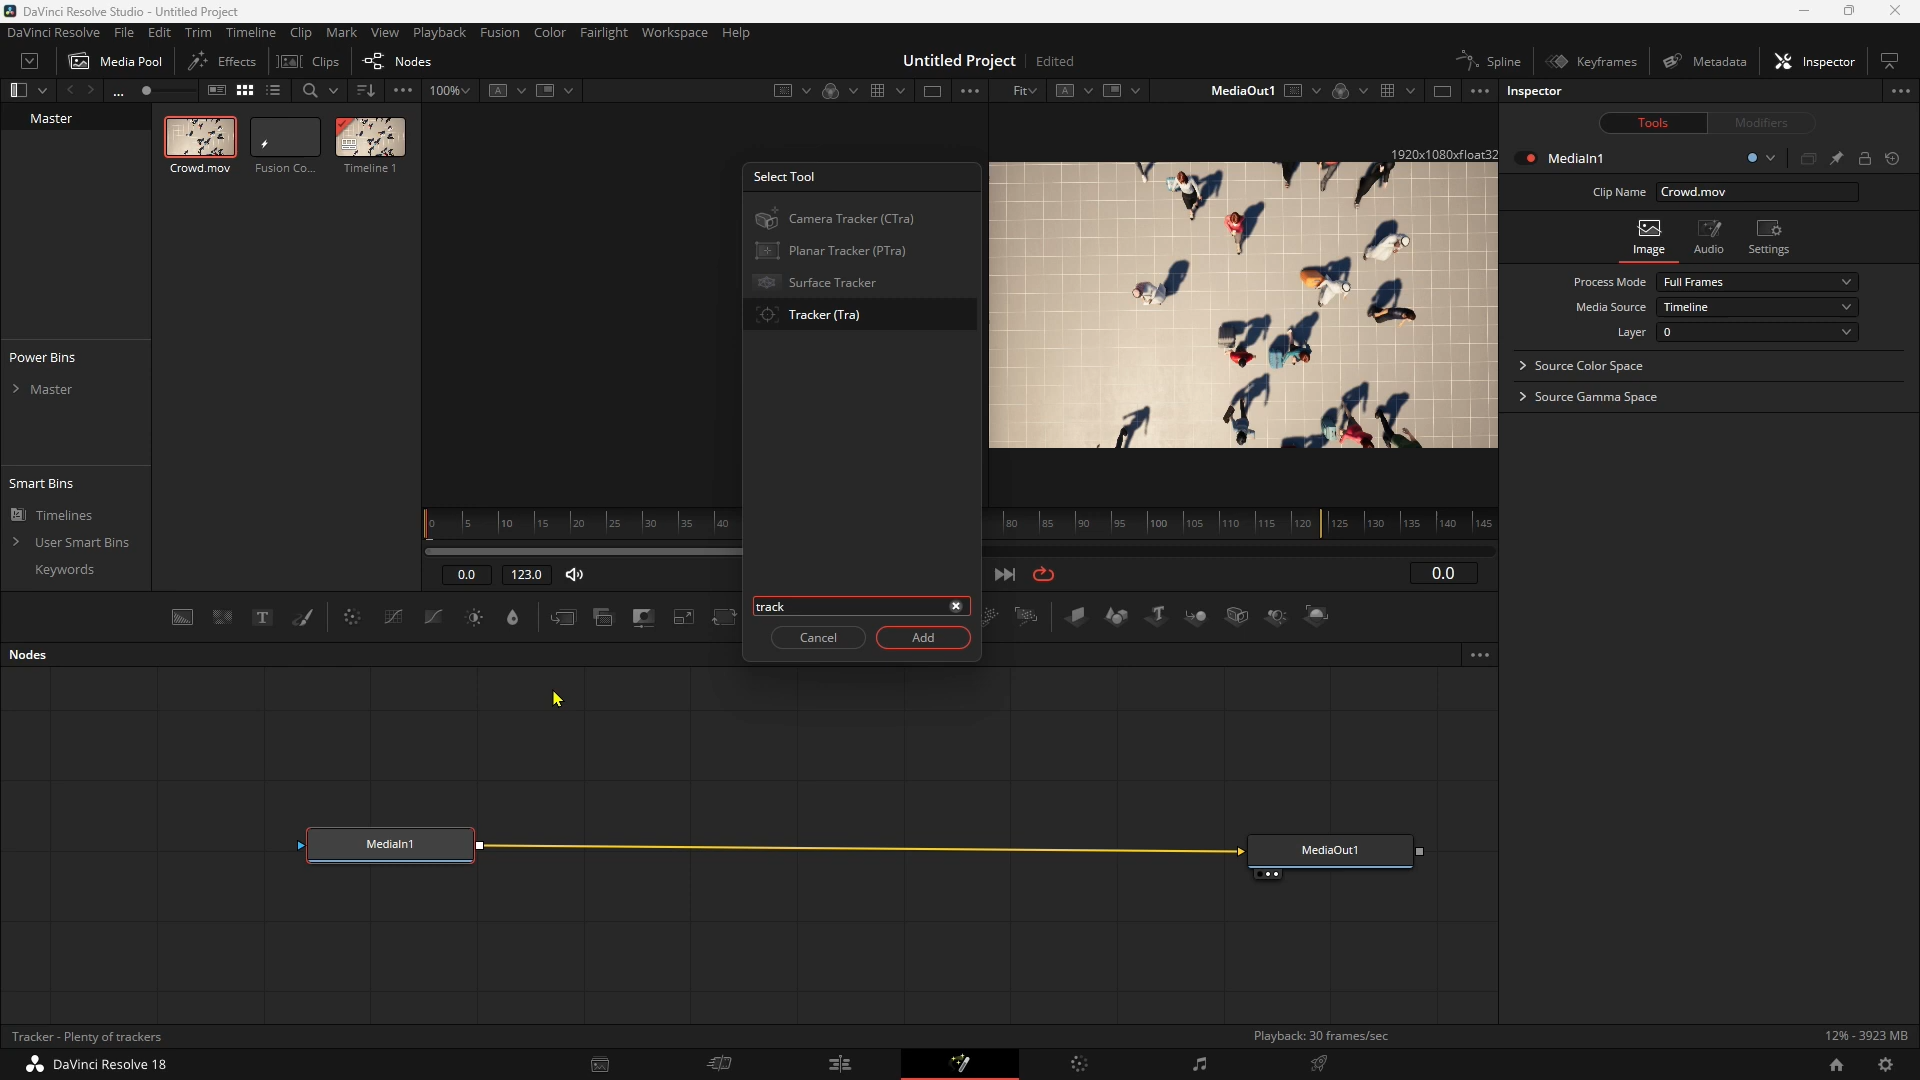 DaVinci Resolve Studio - Untitled Project
DaVinci Resolve File Edit Trim Timeline Clip Mark View Playback Fusion Color Fairlight Workspace Help
Media Pool Effects Clips Nodes Untitled Project Edited Spline Keyframes Metadata Inspector
... 100% A Fit A MediaOut1 Inspector
Master
Tools Modifiers
Crowd.mov Fusion Co... Timeline 1
1920x1080xfloat32
MediaIn1
Clip Name Crowd.mov
Image Audio Settings
Process Mode Full Frames
Media Source Timeline
Layer 0
Source Color Space
Source Gamma Space
Select Tool
Camera Tracker (CTra)
Planar Tracker (PTra)
Surface Tracker
Tracker (Tra)
track
Cancel Add
Power Bins
Master
Smart Bins
Timelines
User Smart Bins
Keywords
0 5 10 15 20 25 30 35 40 80 85 90 95 100 105 110 115 120 125 130 135 140 145
0.0 123.0 0.0
T T
Nodes
MediaIn1 MediaOut1
Tracker - Plenty of trackers Playback: 30 frames/sec 12% - 3923 MB
DaVinci Resolve 18